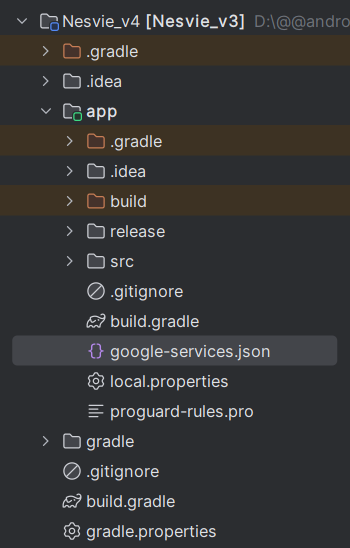 Nesvie_v4 [Nesvie_v3] D:\@@andro
.gradle
.idea
app
.gradle
.idea
build
release
src
.gitignore
build.gradle
google-services.json
local.properties
proguard-rules.pro
gradle
.gitignore
build.gradle
gradle.properties